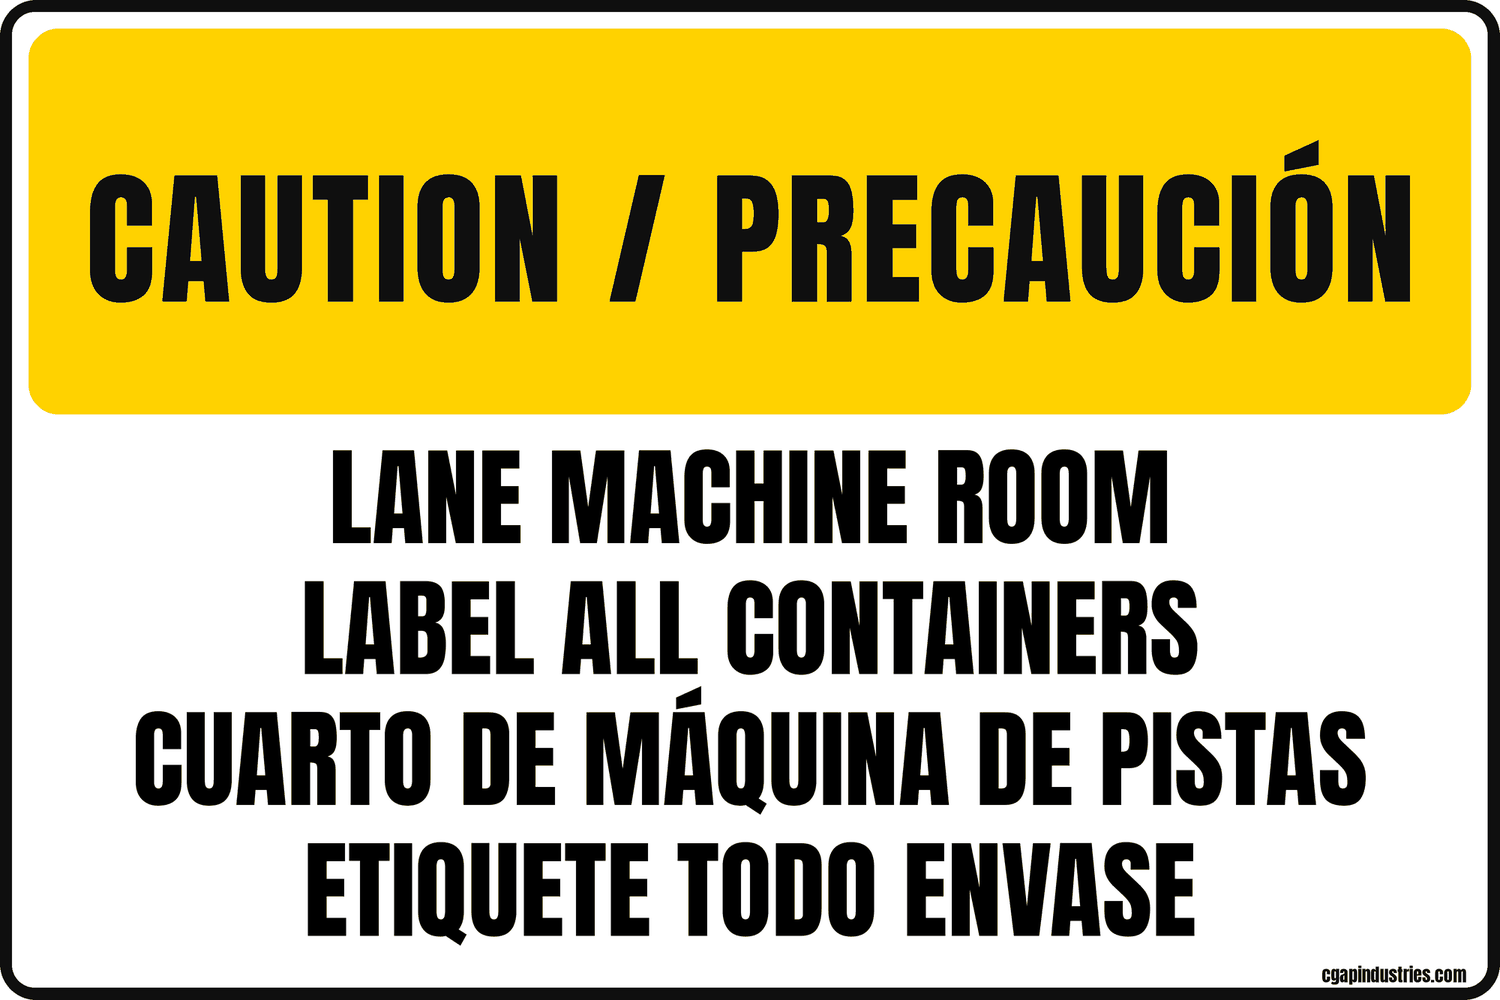 CAUTION / PRECAUCIÓN
LANE MACHINE ROOM
LABEL ALL CONTAINERS
CUARTO DE MÁQUINA DE PISTAS
ETIQUETE TODO ENVASE
cgapindustries.com